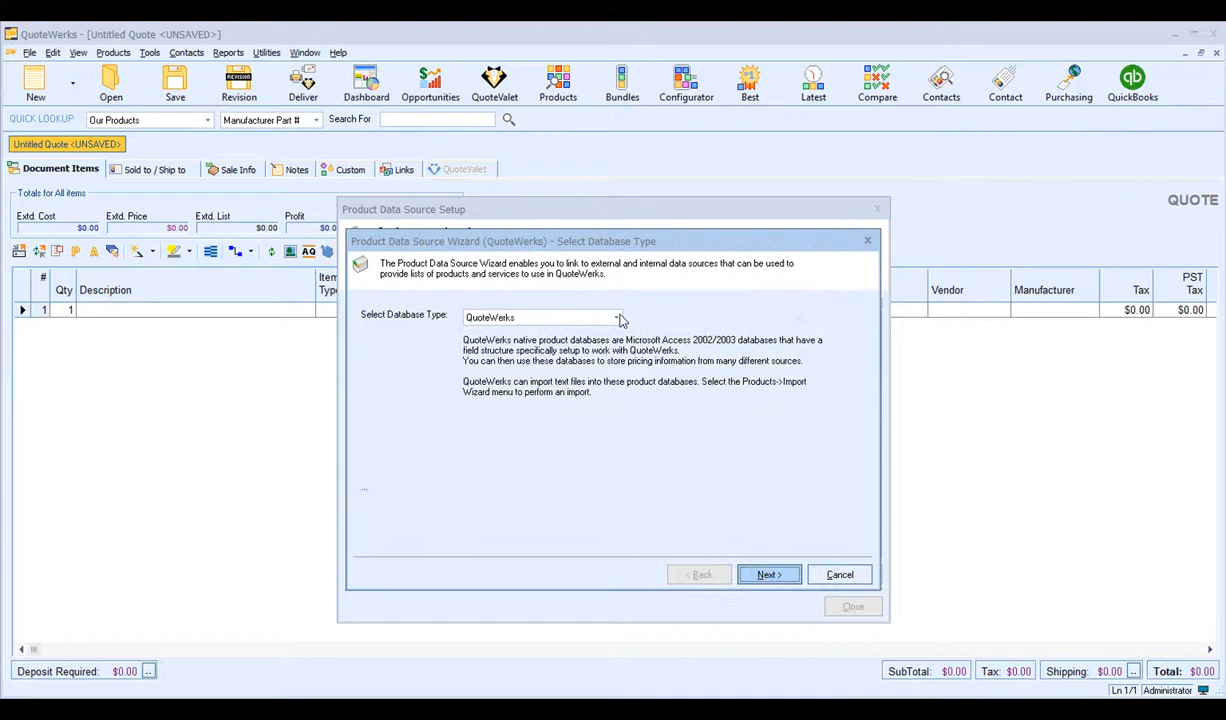 QuoteWerks - [Untitled Quote <UNSAVED>]
File Edit View Products Tools Contacts Reports Utilities Window Help
New Open Save REVISION Revision Deliver Dashboard Opportunities QuoteValet Products Bundles Configurator Best Latest Compare Contacts Contact Purchasing qb QuickBooks
QUICK LOOKUP Our Products Manufacturer Part # Search For
Untitled Quote <UNSAVED>
Document Items Sold to / Ship to Sale Info Notes Custom Links QuoteValet
Totals for All items
Extd. Cost Extd. Price Extd. List Profit
$0.00 $0.00 $0.00 $0.0
QUOTE
Product Data Source Setup
Product Data Source Wizard (QuoteWerks) - Select Database Type
The Product Data Source Wizard enables you to link to external and internal data sources that can be used to
provide lists of products and services to use in QuoteWerks.
# Qty Description Item Type Vendor Manufacturer Tax PST Tax
1 1 $0.00 $0.00
Select Database Type: QuoteWerks
QuoteWerks native product databases are Microsoft Access 2002/2003 databases that have a
field structure specifically setup to work with QuoteWerks.
You can then use these databases to store pricing information from many different sources.
QuoteWerks can import text files into these product databases. Select the Products->Import
Wizard menu to perform an import.
...
< Back Next > Cancel
Close
Deposit Required: $0.00 .. SubTotal: $0.00 Tax: $0.00 Shipping: $0.00 .. Total: $0.00
Ln 1/1 Administrator